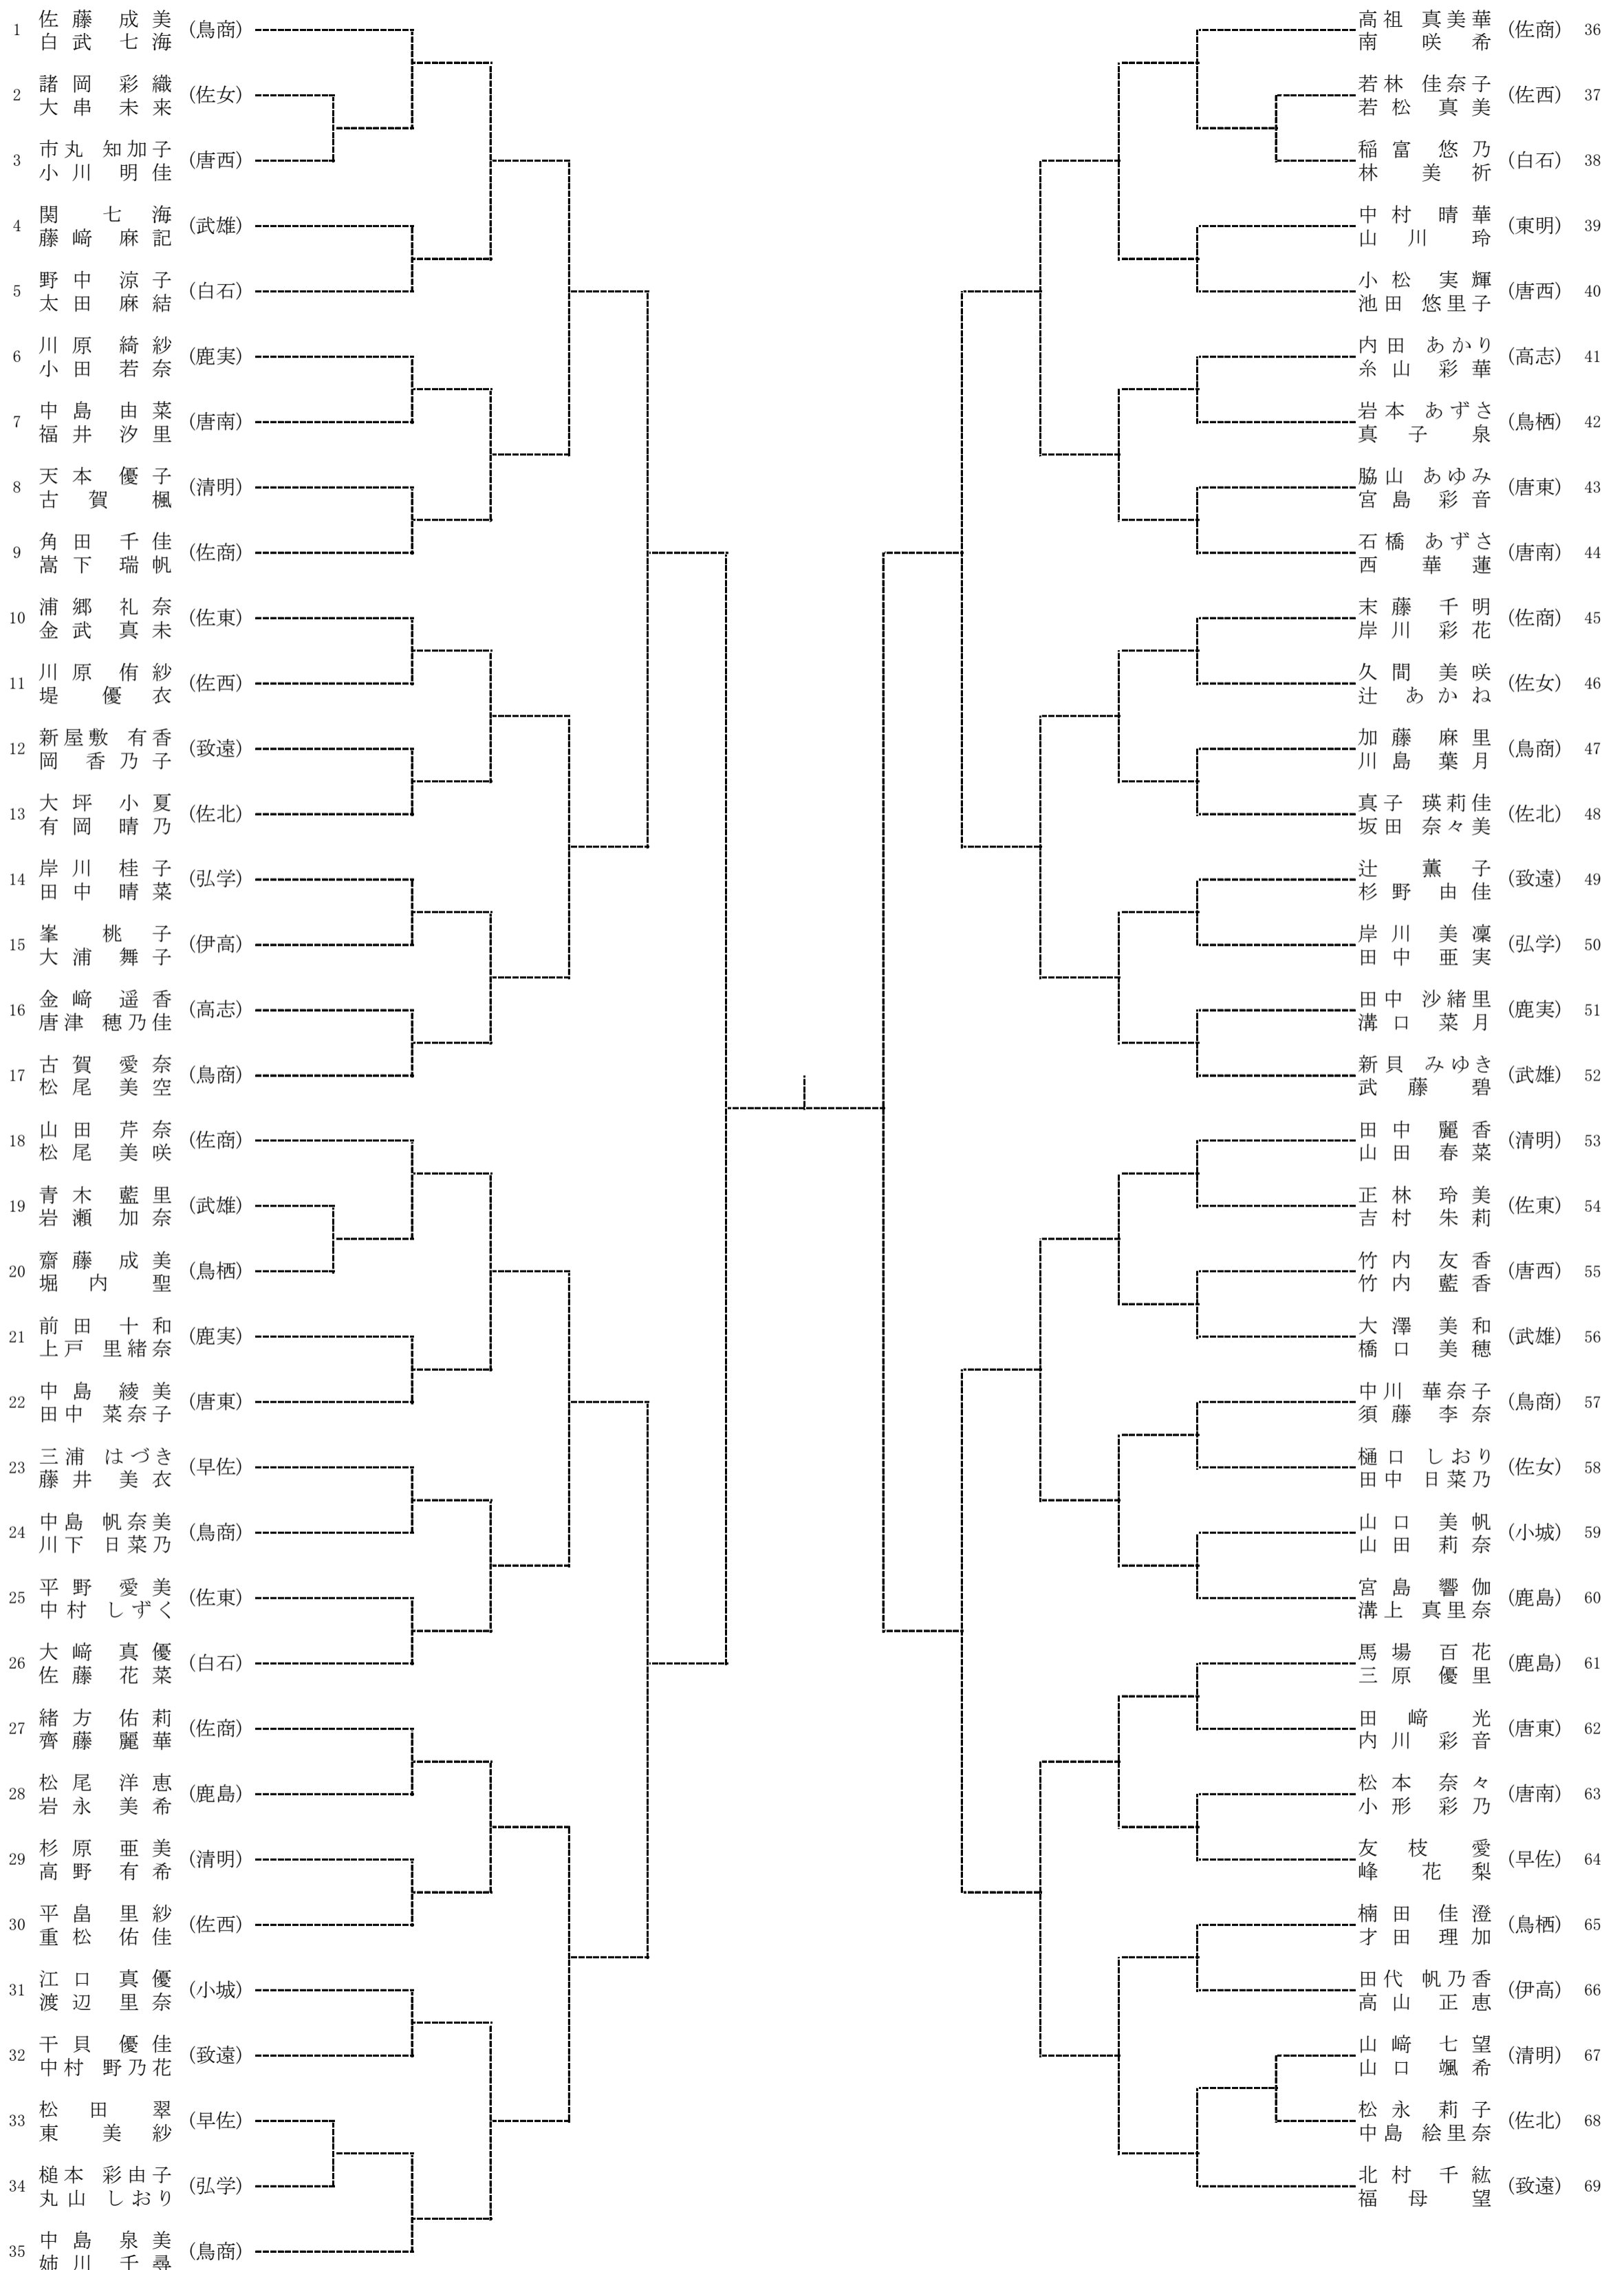 1 佐藤 成美 (鳥商)
白武 七海
2 諸岡 彩織 (佐女)
大串 未来
3 市丸 知加子 (唐西)
小川 明佳
4 関 七海 (武雄)
藤﨑 麻記
5 野中 涼子 (白石)
太田 麻結
6 川原 綺紗 (鹿実)
小田 若奈
7 中島 由菜 (唐南)
福井 汐里
8 天本 優子 (清明)
古賀 楓
9 角田 千佳 (佐商)
嵩下 瑞帆
10 浦郷 礼奈 (佐東)
金武 真未
11 川原 侑紗 (佐西)
堤 優衣
12 新屋敷 有香 (致遠)
岡 香乃子
13 大坪 小夏 (佐北)
有岡 晴乃
14 岸川 桂子 (弘学)
田中 晴菜
15 峯 桃子 (伊高)
大浦 舞子
16 金﨑 遥香 (高志)
唐津 穂乃佳
17 古賀 愛奈 (鳥商)
松尾 美空
18 山田 芹奈 (佐商)
松尾 美咲
19 青木 藍里 (武雄)
岩瀬 加奈
20 齋藤 成美 (鳥栖)
堀内 聖
21 前田 十和 (鹿実)
上戸 里緒奈
22 中島 綾美 (唐東)
田中 菜奈子
23 三浦 はづき (早佐)
藤井 美衣
24 中島 帆奈美 (鳥商)
川下 日菜乃
25 平野 愛美 (佐東)
中村 しずく
26 大﨑 真優 (白石)
佐藤 花菜
27 緒方 佑莉 (佐商)
齊藤 麗華
28 松尾 洋恵 (鹿島)
岩永 美希
29 杉原 亜美 (清明)
高野 有希
30 平畠 里紗 (佐西)
重松 佑佳
31 江口 真優 (小城)
渡辺 里奈
32 干貝 優佳 (致遠)
中村 野乃花
33 松田 翠 (早佐)
東 美紗
34 槌本 彩由子 (弘学)
丸山 しおり
35 中島 泉美 (鳥商)
姉川 千尋
高祖 真美華 (佐商) 36
南 咲希
若林 佳奈子 (佐西) 37
若松 真美
稲富 悠乃 (白石) 38
林 美祈
中村 晴華 (東明) 39
山川 玲
小松 実輝 (唐西) 40
池田 悠里子
内田 あかり (高志) 41
糸山 彩華
岩本 あずさ (鳥栖) 42
真子 泉
脇山 あゆみ (唐東) 43
宮島 彩音
石橋 あずさ (唐南) 44
西 華蓮
末藤 千明 (佐商) 45
岸川 彩花
久間 美咲 (佐女) 46
辻 あかね
加藤 麻里 (鳥商) 47
川島 葉月
真子 瑛莉佳 (佐北) 48
坂田 奈々美
辻 薫子 (致遠) 49
杉野 由佳
岸川 美凜 (弘学) 50
田中 亜実
田中 沙緒里 (鹿実) 51
溝口 菜月
新貝 みゆき (武雄) 52
武藤 碧
田中 麗香 (清明) 53
山田 春菜
正林 玲美 (佐東) 54
吉村 朱莉
竹内 友香 (唐西) 55
竹内 藍香
大澤 美和 (武雄) 56
橋口 美穂
中川 華奈子 (鳥商) 57
須藤 李奈
樋口 しおり (佐女) 58
田中 日菜乃
山口 美帆 (小城) 59
山田 莉奈
宮島 響伽 (鹿島) 60
溝上 真里奈
馬場 百花 (鹿島) 61
三原 優里
田﨑 光 (唐東) 62
内川 彩音
松本 奈々 (唐南) 63
小形 彩乃
友枝 愛 (早佐) 64
峰 花梨
楠田 佳澄 (鳥栖) 65
才田 理加
田代 帆乃香 (伊高) 66
高山 正恵
山﨑 七望 (清明) 67
山口 颯希
松永 莉子 (佐北) 68
中島 絵里奈
北村 千紘 (致遠) 69
福母 望